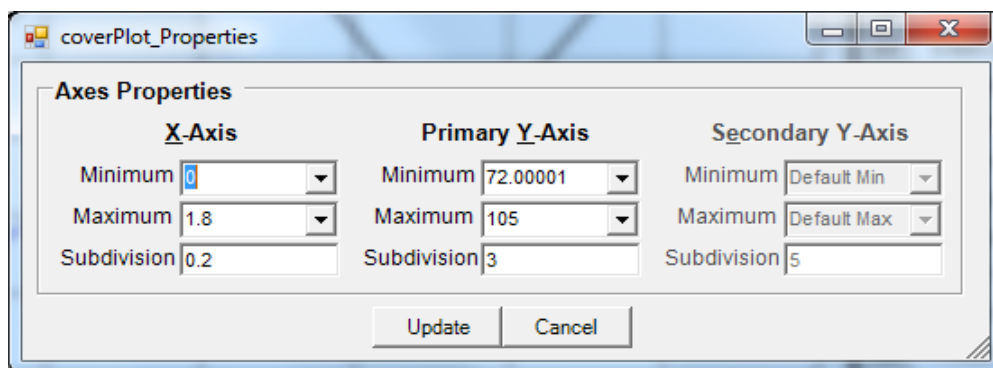 coverPlot_Properties
Axes Properties
X-Axis Primary Y-Axis Secondary Y-Axis
Minimum 0 Minimum 72.00001 Minimum Default Min
Maximum 1.8 Maximum 105 Maximum Default Max
Subdivision 0.2 Subdivision 3 Subdivision 5
Update Cancel